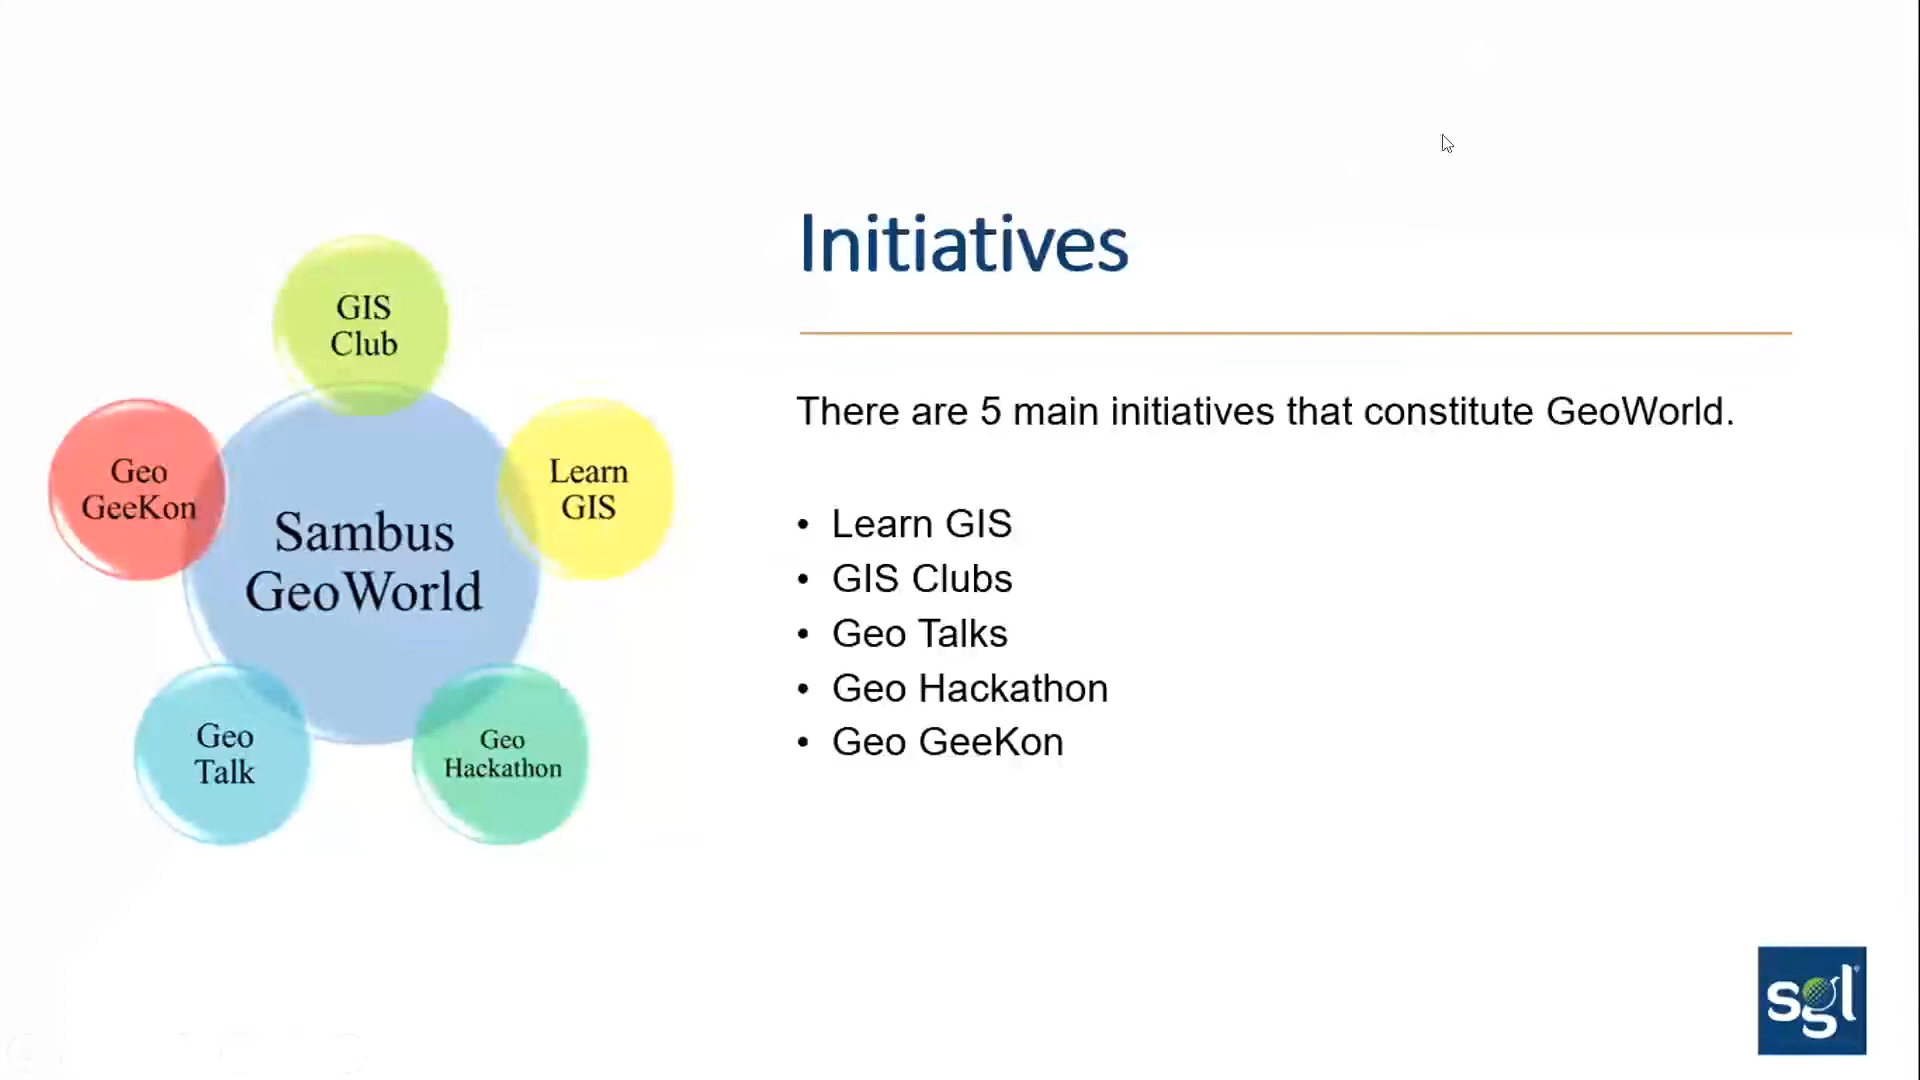 Initiatives
There are 5 main initiatives that constitute GeoWorld.
• Learn GIS
• GIS Clubs
• Geo Talks
• Geo Hackathon
• Geo GeeKon
GIS
Club
Learn
GIS
Geo
Hackathon
Geo
Talk
Geo
GeeKon
Sambus
GeoWorld
sgl